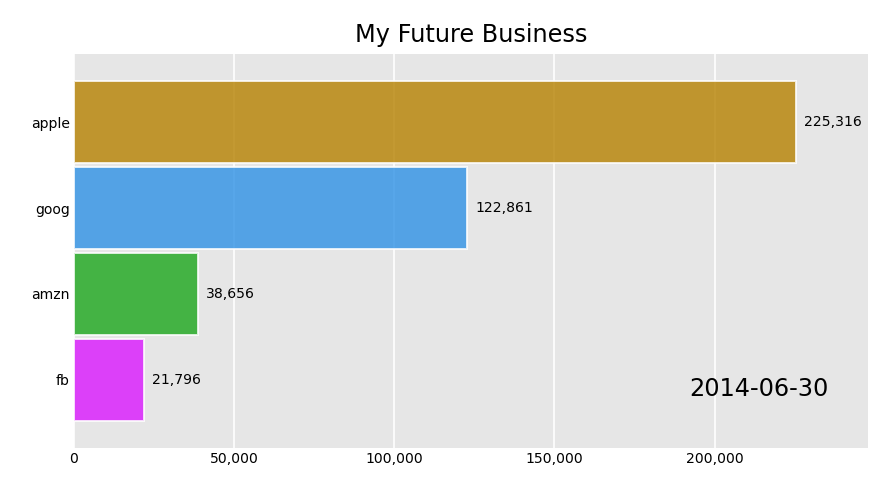 My Future Business
apple
225,316
goog
122,861
amzn
38,656
fb
21,796
2014-06-30
0
50,000
100,000
150,000
200,000